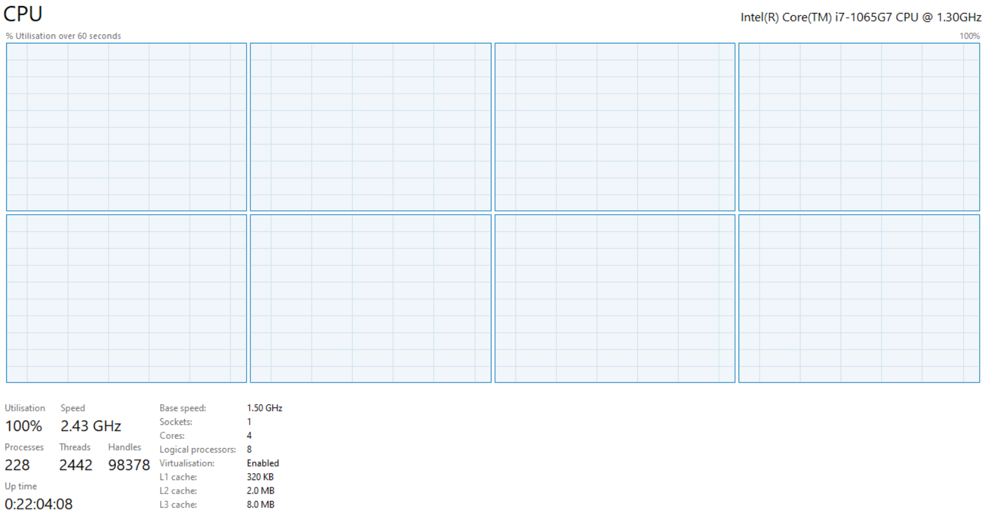 CPU
Intel(R) Core(TM) i7-1065G7 CPU @ 1.30GHz
% Utilisation over 60 seconds
100%
Utilisation Speed
100% 2.43 GHz
Processes Threads Handles
228 2442 98378
Up time
0:22:04:08
Base speed: 1.50 GHz
Sockets: 1
Cores: 4
Logical processors: 8
Virtualisation: Enabled
L1 cache: 320 KB
L2 cache: 2.0 MB
L3 cache: 8.0 MB